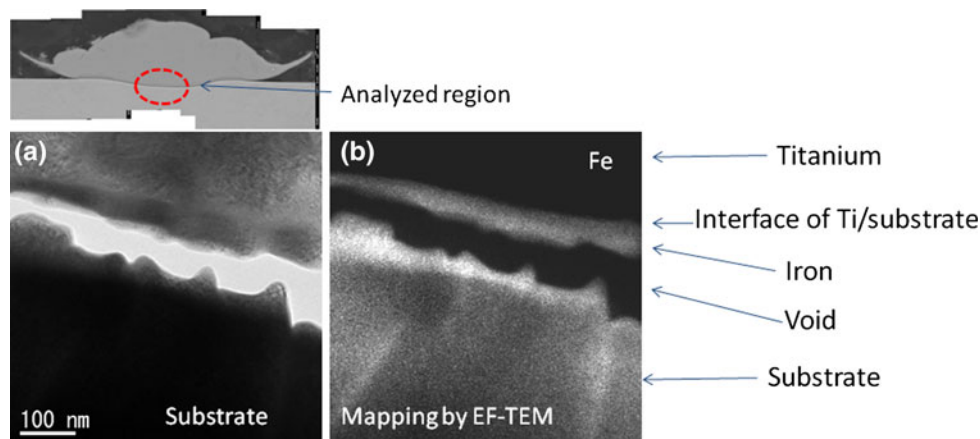 Analyzed region
(a)
(b)
Fe
Titanium
Interface of Ti/substrate
Iron
Void
Substrate
100 nm
Substrate
Mapping by EF-TEM